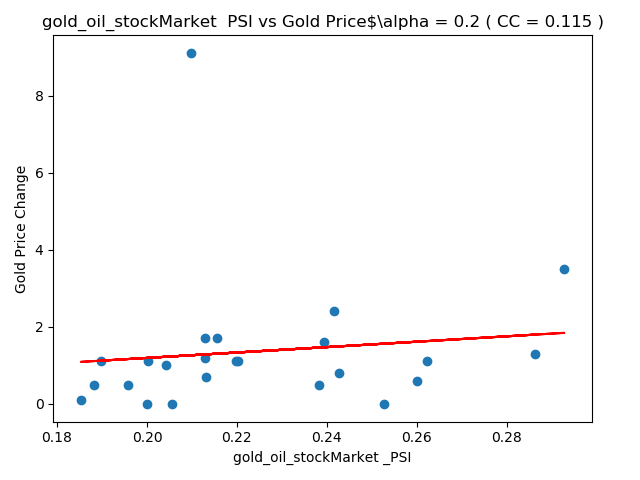 gold_oil_stockMarket  PSI vs Gold Price$\alpha = 0.2 ( CC = 0.115 )
Gold Price Change
8
6
4
2
0
0.18 0.20 0.22 0.24 0.26 0.28
gold_oil_stockMarket _PSI